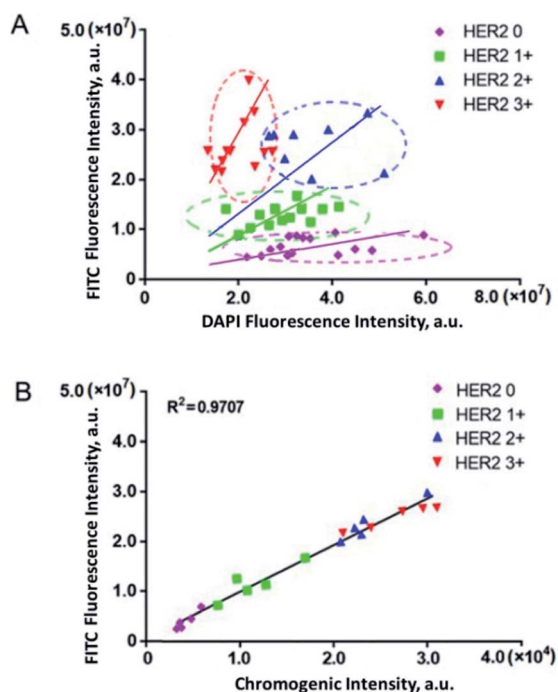 A
5.0 (×10⁷)
4.0
3.0
2.0
1.0
0
0
2.0
4.0
6.0
8.0 (×10⁷)
FITC Fluorescence Intensity, a.u.
DAPI Fluorescence Intensity, a.u.
HER2 0
HER2 1+
HER2 2+
HER2 3+
B
5.0 (×10⁷)
4.0
3.0
2.0
1.0
0
0
1.0
2.0
3.0
4.0 (×10⁴)
R²=0.9707
FITC Fluorescence Intensity, a.u.
Chromogenic Intensity, a.u.
HER2 0
HER2 1+
HER2 2+
HER2 3+